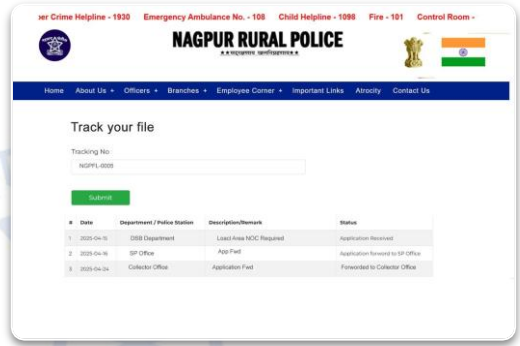 ber Crime Helpline - 1930 Emergency Ambulance No. - 108 Child Helpline - 1098 Fire - 101 Control Room -
NAGPUR RURAL POLICE
Home About Us + Officers + Branches + Employee Corner + Important Links Atrocity Contact Us
Track your file
Tracking No
NGPFL-0005
Submit
# Date Department / Police Station Description/Remark Status
1 2025-04-15 DSB Department Loact Area NOC Required Application Received
2 2025-04-16 SP Office App Fwd Application forword to SP Office
3 2025-04-24 Collector Office Application Fwd Forwarded to Collector Office